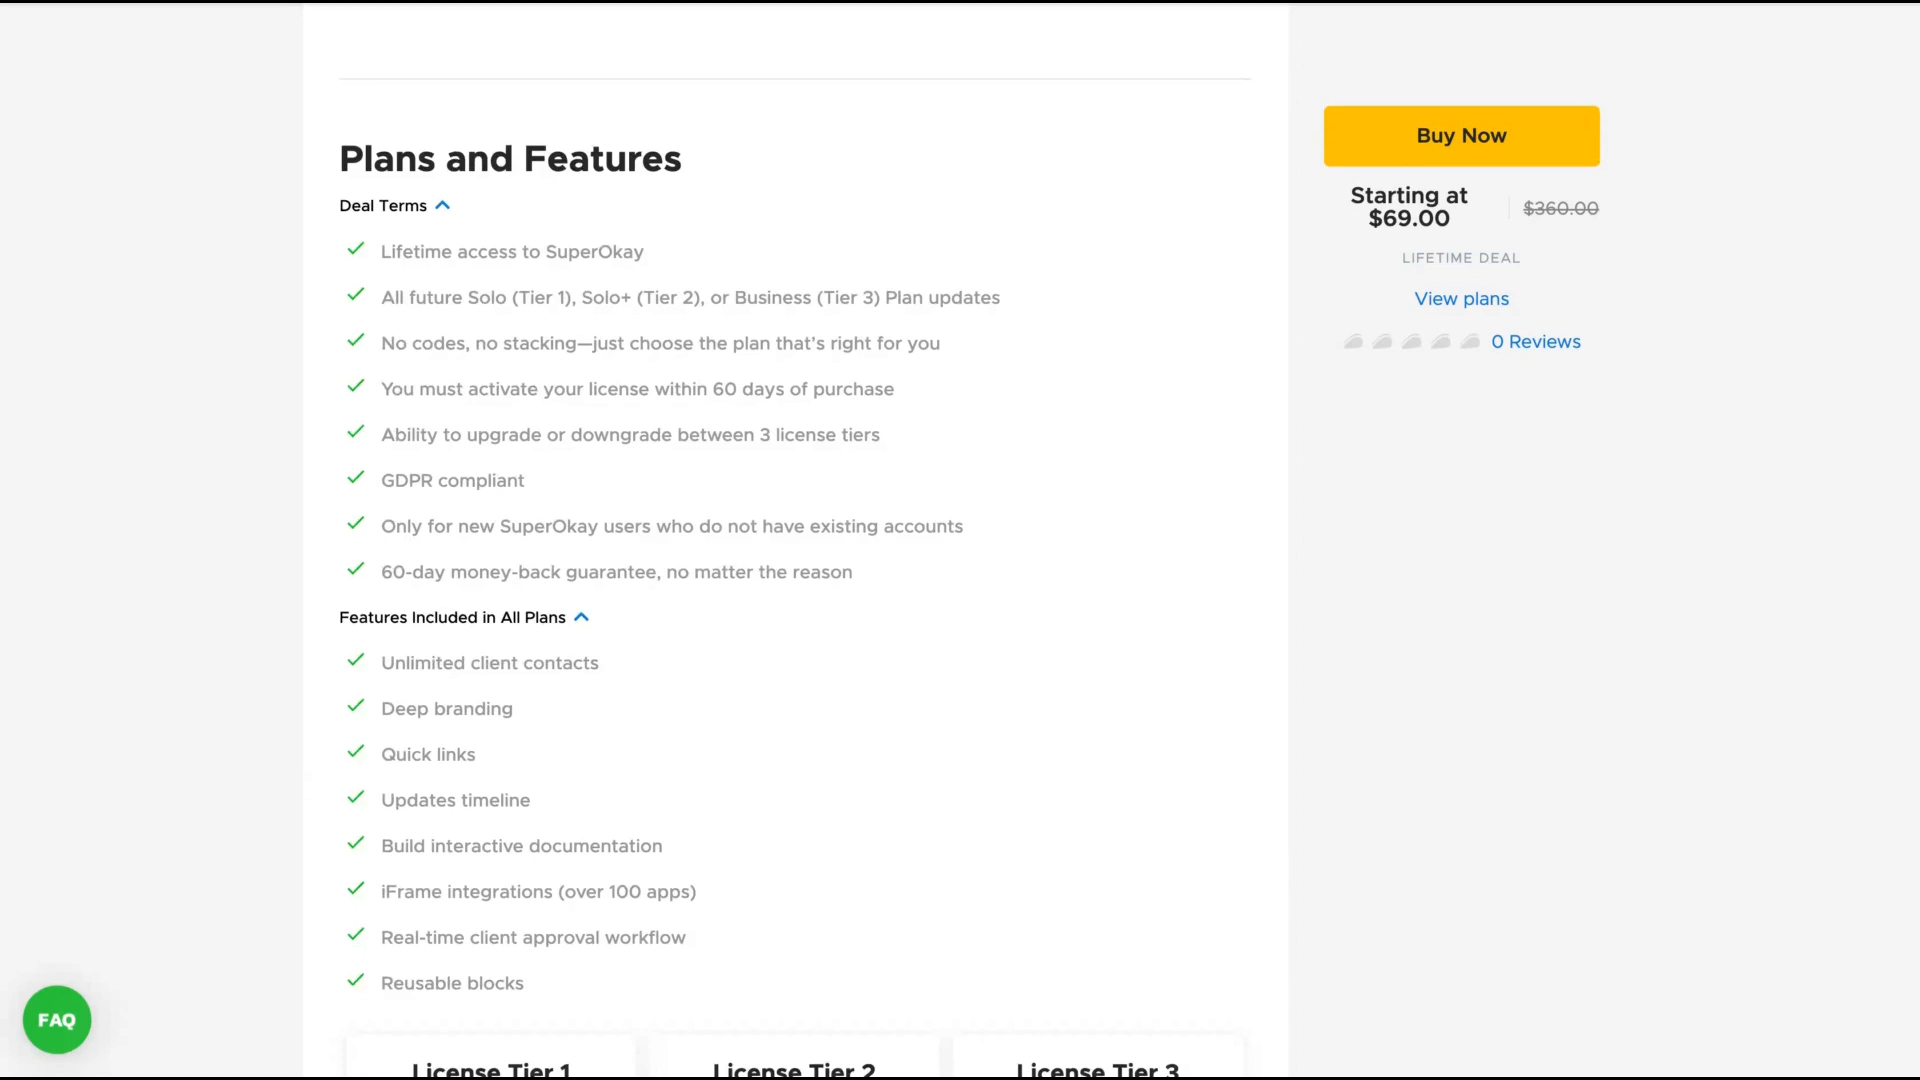 Plans and Features
Deal Terms
Lifetime access to SuperOkay
All future Solo (Tier 1), Solo+ (Tier 2), or Business (Tier 3) Plan updates
No codes, no stacking—just choose the plan that's right for you
You must activate your license within 60 days of purchase
Ability to upgrade or downgrade between 3 license tiers
GDPR compliant
Only for new SuperOkay users who do not have existing accounts
60-day money-back guarantee, no matter the reason
Features Included in All Plans
Unlimited client contacts
Deep branding
Quick links
Updates timeline
Build interactive documentation
iFrame integrations (over 100 apps)
Real-time client approval workflow
Reusable blocks
License Tier 1
License Tier 2
License Tier 3
Buy Now
Starting at
$69.00
$360.00
LIFETIME DEAL
View plans
0 Reviews
FAQ